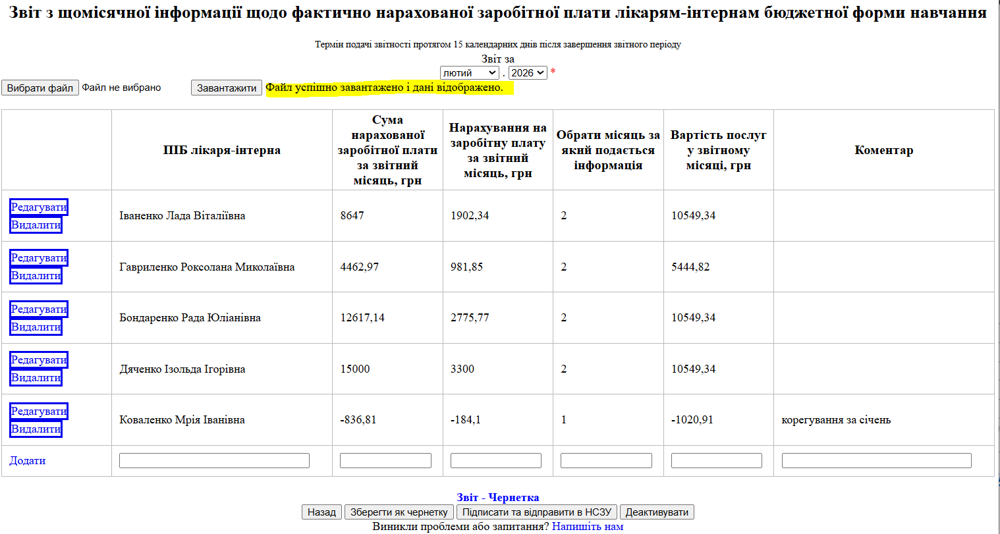 Звіт з щомісячної інформації щодо фактично нарахованої заробітної плати лікарям-інтернам бюджетної форми навчання
Термін подачі звітності протягом 15 календарних днів після завершення звітного періоду
Звіт за
лютий . 2026 *
Вибрати файл Файл не вибрано Завантажити Файл успішно завантажено і дані відображено.
ПІБ лікаря-інтерна
Сума нарахованої заробітної плати за звітний місяць, грн
Нарахування на заробітну плату за звітний місяць, грн
Обрати місяць за який подається інформація
Вартість послуг у звітному місяці, грн
Коментар
Редагувати
Видалити
Іваненко Лада Віталіївна 8647 1902,34 2 10549,34
Редагувати
Видалити
Гавриленко Роксолана Миколаївна 4462,97 981,85 2 5444,82
Редагувати
Видалити
Бондаренко Рада Юліанівна 12617,14 2775,77 2 10549,34
Редагувати
Видалити
Дяченко Ізольда Ігорівна 15000 3300 2 10549,34
Редагувати
Видалити
Коваленко Мрія Іванівна -836,81 -184,1 1 -1020,91 корегування за січень
Додати
Звіт - Чернетка
Назад Зберегти як чернетку Підписати та відправити в НСЗУ Деактивувати
Виникли проблеми або запитання? Напишіть нам